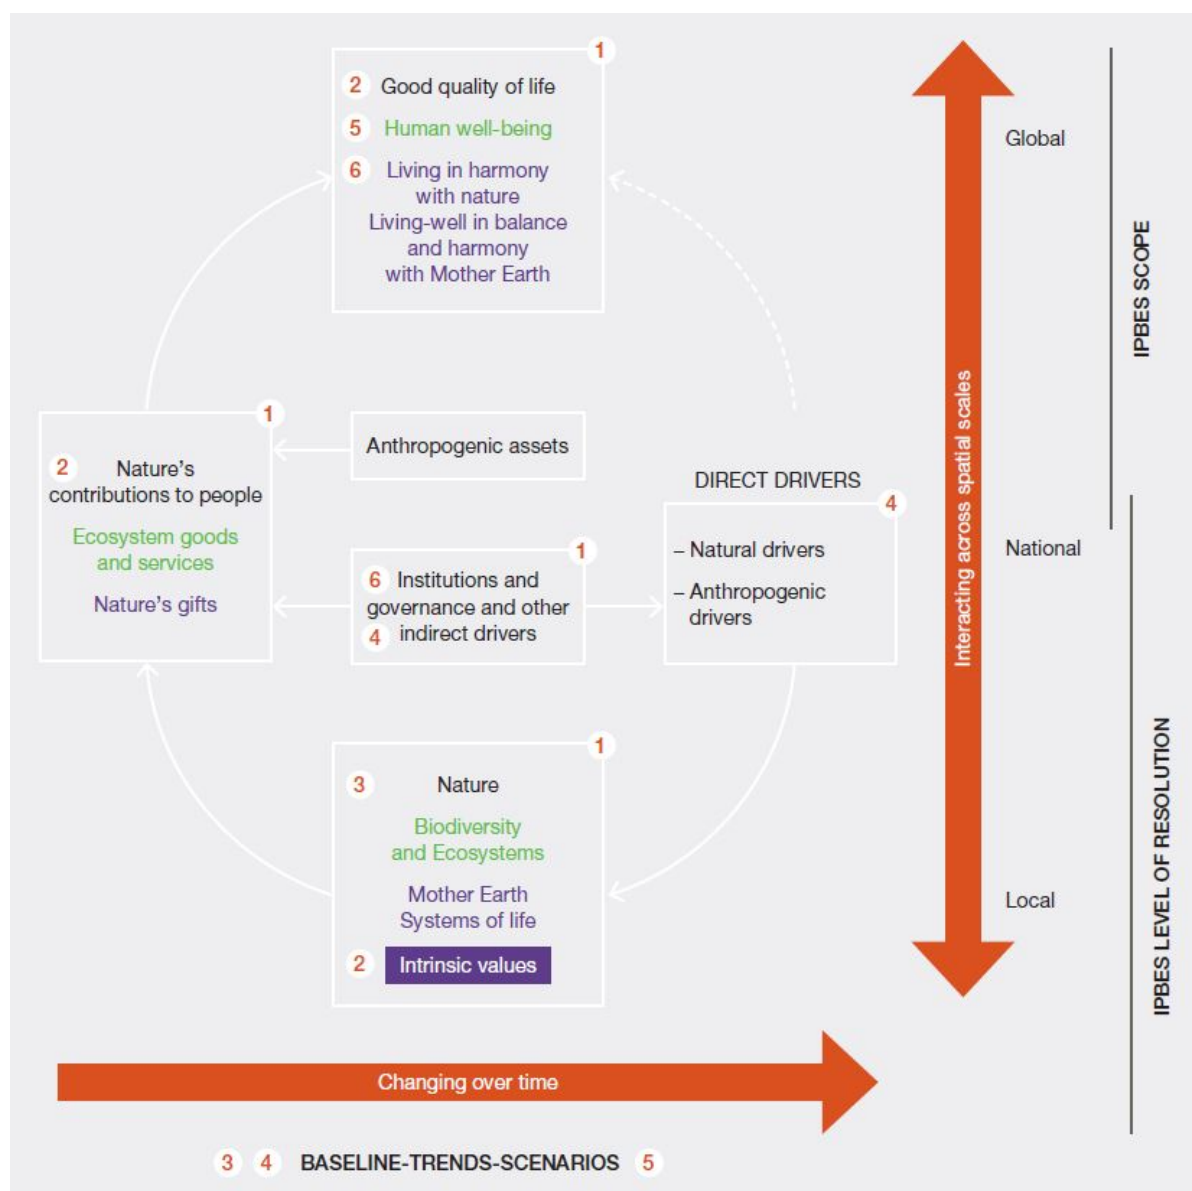 1
2 Good quality of life
5 Human well-being
6 Living in harmony
with nature
Living-well in balance
and harmony
with Mother Earth
1
2 Nature's
contributions to people
Ecosystem goods
and services
Nature's gifts
Anthropogenic assets
1
6 Institutions and
governance and other
4 indirect drivers
DIRECT DRIVERS
4
– Natural drivers
– Anthropogenic
drivers
1
3 Nature
Biodiversity
and Ecosystems
Mother Earth
Systems of life
2 Intrinsic values
Changing over time
3 4 BASELINE-TRENDS-SCENARIOS 5
Interacting across spatial scales
Global
National
Local
IPBES SCOPE
IPBES LEVEL OF RESOLUTION